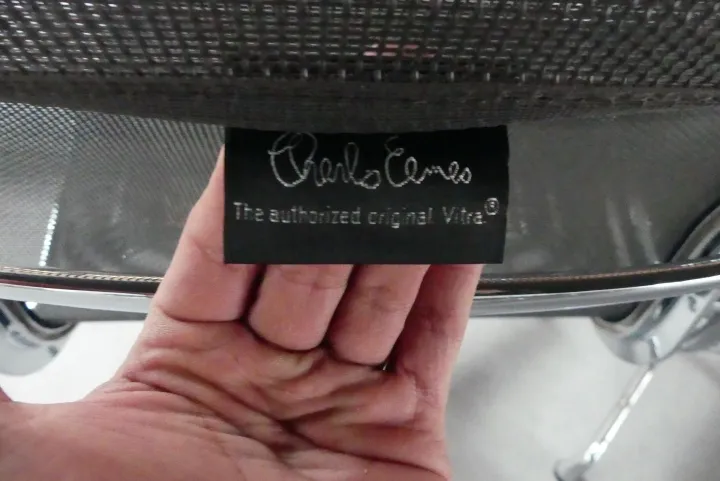 Charles Eames
The authorized original. Vitra.®